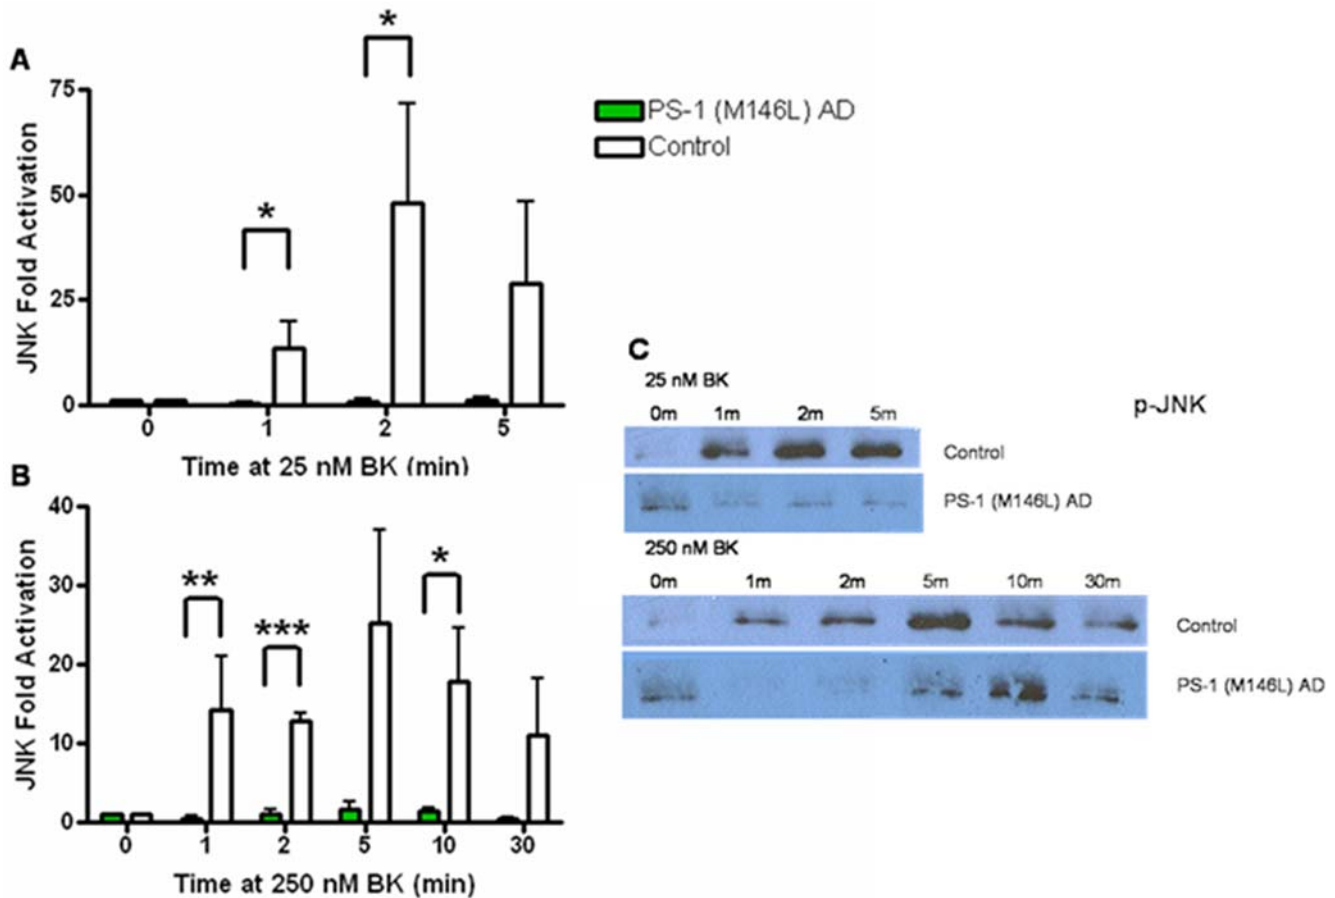 A
*
*
75
50
25
0
JNK Fold Activation
0 1 2 5
Time at 25 nM BK (min)
PS-1 (M146L) AD
Control
B
40
30
20
10
0
JNK Fold Activation
**
***
*
0 1 2 5 10 30
Time at 250 nM BK (min)
C
25 nM BK
p-JNK
0m 1m 2m 5m
Control
PS-1 (M146L) AD
250 nM BK
0m 1m 2m 5m 10m 30m
Control
PS-1 (M146L) AD